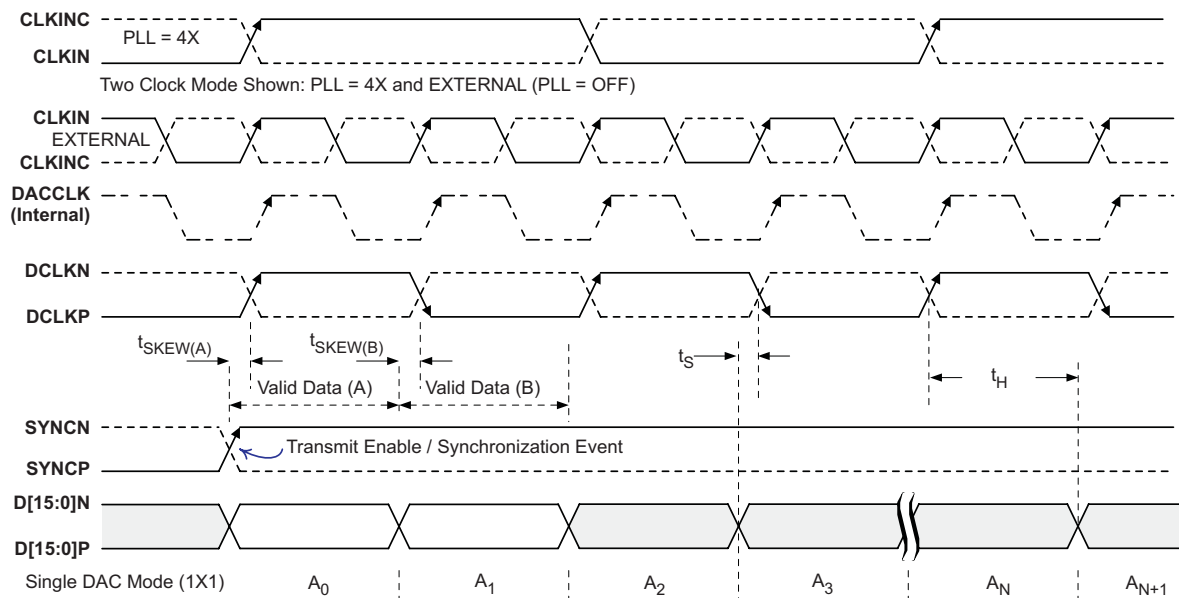 CLKINC
PLL = 4X
CLKIN
Two Clock Mode Shown: PLL = 4X and EXTERNAL (PLL = OFF)
CLKIN
EXTERNAL
CLKINC
DACCLK
(Internal)
DCLKN
DCLKP
tSKEW(A) tSKEW(B) tS tH
Valid Data (A) Valid Data (B)
SYNCN
Transmit Enable / Synchronization Event
SYNCP
D[15:0]N
D[15:0]P
Single DAC Mode (1X1) A0 A1 A2 A3 AN AN+1